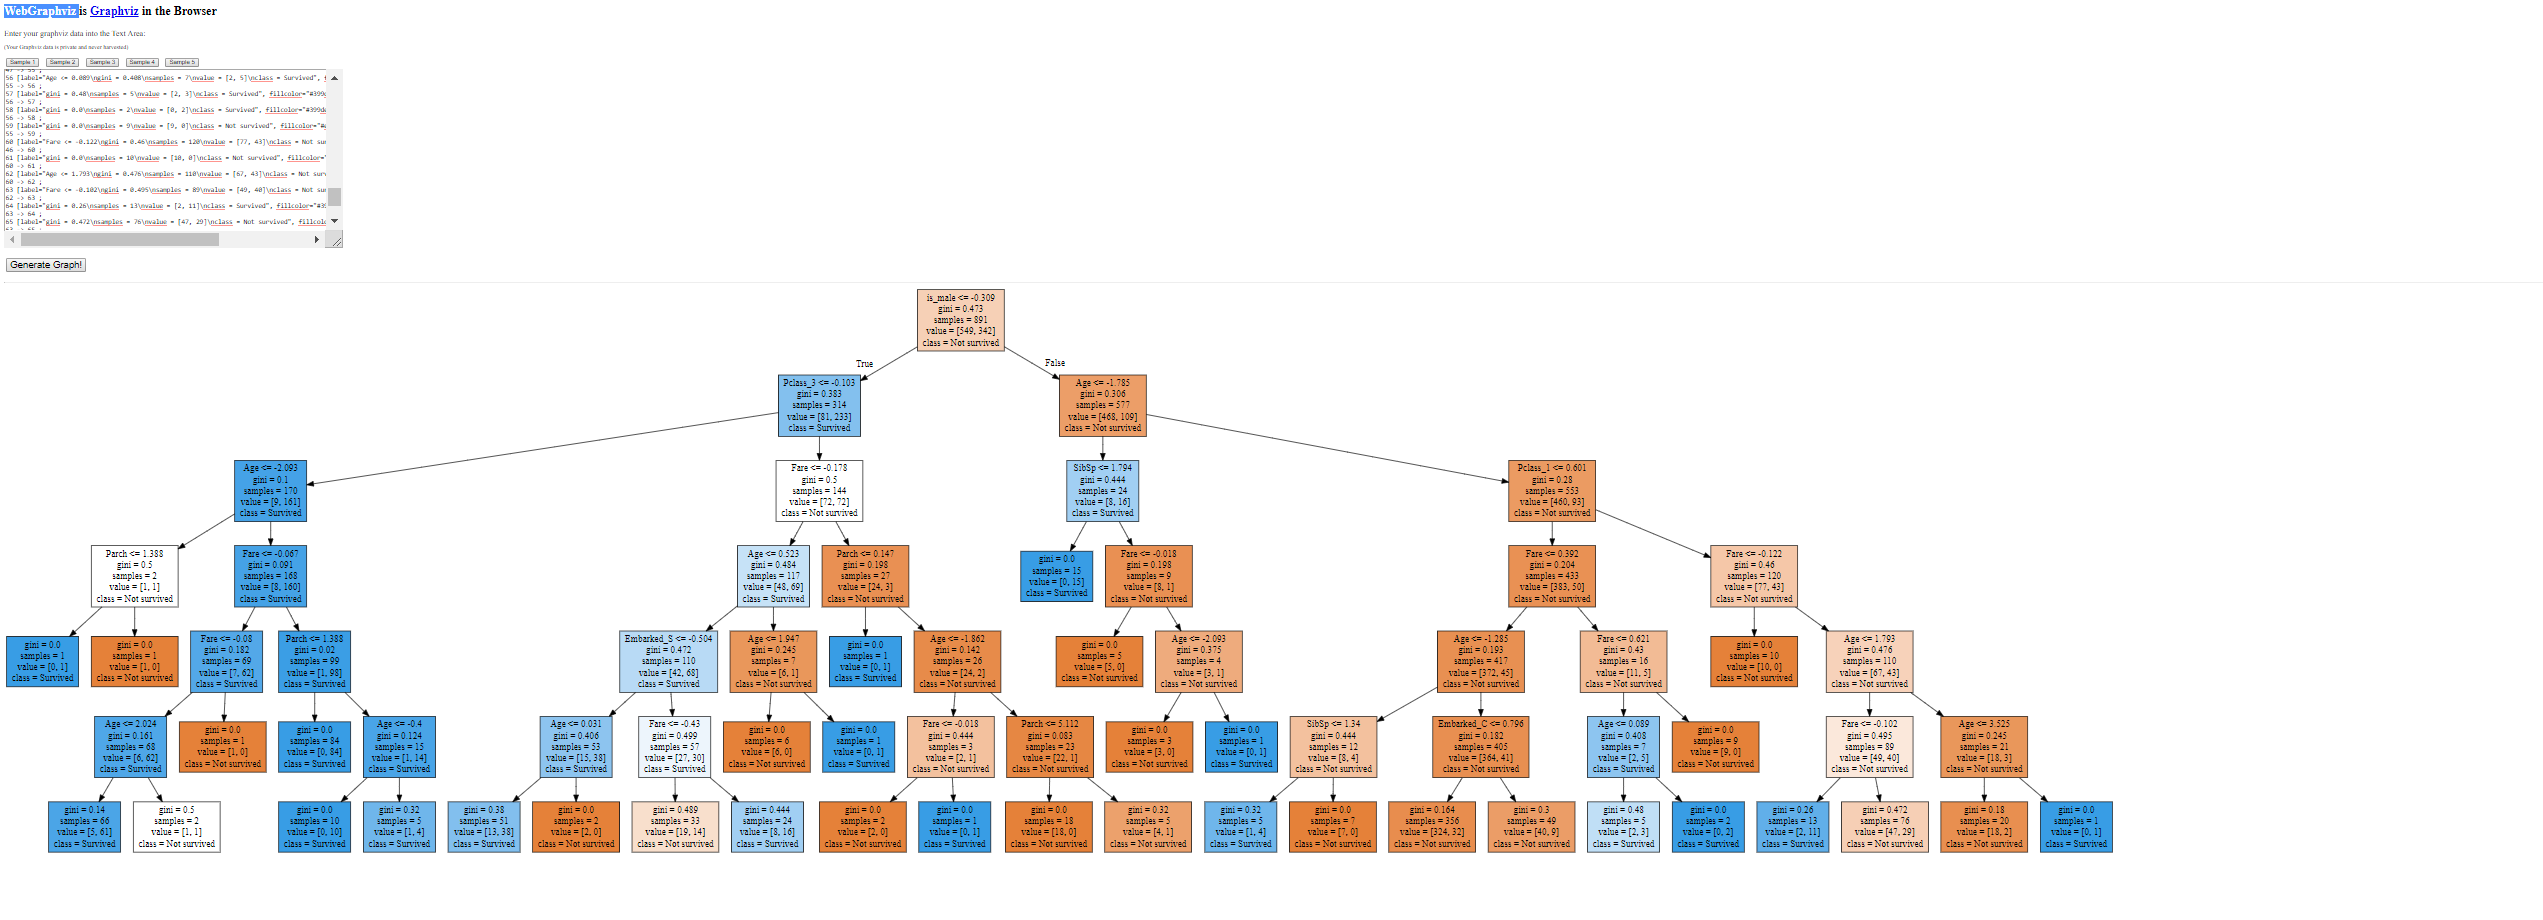 WebGraphviz is Graphviz in the Browser
Enter your graphviz data into the Text Area:
(Your Graphviz data is private and never harvested)
Sample 1 Sample 2 Sample 3 Sample 4 Sample 5
56 [label="Age <= 0.089\ngini = 0.408\nsamples = 7\nvalue = [2, 5]\nclass = Survived",
55 -> 56 ;
57 [label="gini = 0.48\nsamples = 5\nvalue = [2, 3]\nclass = Survived", fillcolor="#399
56 -> 57 ;
58 [label="gini = 0.0\nsamples = 2\nvalue = [0, 2]\nclass = Survived", fillcolor="#399de
56 -> 58 ;
59 [label="gini = 0.0\nsamples = 9\nvalue = [9, 0]\nclass = Not survived", fillcolor="#
55 -> 59 ;
60 [label="Fare <= -0.122\ngini = 0.46\nsamples = 120\nvalue = [77, 43]\nclass = Not sur
46 -> 60 ;
61 [label="gini = 0.0\nsamples = 10\nvalue = [10, 0]\nclass = Not survived", fillcolor="
60 -> 61 ;
62 [label="Age <= 1.793\ngini = 0.476\nsamples = 110\nvalue = [67, 43]\nclass = Not surv
60 -> 62 ;
63 [label="Fare <= -0.102\ngini = 0.495\nsamples = 89\nvalue = [49, 40]\nclass = Not sur
62 -> 63 ;
64 [label="gini = 0.26\nsamples = 13\nvalue = [2, 11]\nclass = Survived", fillcolor="#39
63 -> 64 ;
65 [label="gini = 0.472\nsamples = 76\nvalue = [47, 29]\nclass = Not survived", fillcolo
Generate Graph!
is_male <= -0.309
gini = 0.473
samples = 891
value = [549, 342]
class = Not survived
True
False
Pclass_3 <= -0.103
gini = 0.383
samples = 314
value = [81, 233]
class = Survived
Age <= -1.785
gini = 0.306
samples = 577
value = [468, 109]
class = Not survived
Age <= -2.093
gini = 0.1
samples = 170
value = [9, 161]
class = Survived
Fare <= -0.178
gini = 0.5
samples = 144
value = [72, 72]
class = Not survived
SibSp <= 1.794
gini = 0.444
samples = 24
value = [8, 16]
class = Survived
Pclass_1 <= 0.601
gini = 0.28
samples = 553
value = [460, 93]
class = Not survived
Parch <= 1.388
gini = 0.5
samples = 2
value = [1, 1]
class = Not survived
Fare <= -0.067
gini = 0.091
samples = 168
value = [8, 160]
class = Survived
Age <= 0.523
gini = 0.484
samples = 117
value = [48, 69]
class = Survived
Parch <= 0.147
gini = 0.198
samples = 27
value = [24, 3]
class = Not survived
gini = 0.0
samples = 15
value = [0, 15]
class = Survived
Fare <= -0.018
gini = 0.198
samples = 9
value = [8, 1]
class = Not survived
Fare <= 0.392
gini = 0.204
samples = 433
value = [383, 50]
class = Not survived
Fare <= -0.122
gini = 0.46
samples = 120
value = [77, 43]
class = Not survived
gini = 0.0
samples = 1
value = [0, 1]
class = Survived
gini = 0.0
samples = 1
value = [1, 0]
class = Not survived
Fare <= -0.08
gini = 0.182
samples = 69
value = [7, 62]
class = Survived
Parch <= 1.388
gini = 0.02
samples = 99
value = [1, 98]
class = Survived
Embarked_S <= -0.504
gini = 0.472
samples = 110
value = [42, 68]
class = Survived
Age <= 1.947
gini = 0.245
samples = 7
value = [6, 1]
class = Not survived
gini = 0.0
samples = 1
value = [0, 1]
class = Survived
Age <= -1.862
gini = 0.142
samples = 26
value = [24, 2]
class = Not survived
gini = 0.0
samples = 5
value = [5, 0]
class = Not survived
Age <= -2.093
gini = 0.375
samples = 4
value = [3, 1]
class = Not survived
Age <= -1.285
gini = 0.193
samples = 417
value = [372, 45]
class = Not survived
Fare <= 0.621
gini = 0.43
samples = 16
value = [11, 5]
class = Not survived
gini = 0.0
samples = 10
value = [10, 0]
class = Not survived
Age <= 1.793
gini = 0.476
samples = 110
value = [67, 43]
class = Not survived
Age <= 2.024
gini = 0.161
samples = 68
value = [6, 62]
class = Survived
gini = 0.0
samples = 1
value = [1, 0]
class = Not survived
gini = 0.0
samples = 84
value = [0, 84]
class = Survived
Age <= -0.4
gini = 0.124
samples = 15
value = [1, 14]
class = Survived
Age <= 0.031
gini = 0.406
samples = 53
value = [15, 38]
class = Survived
Fare <= -0.43
gini = 0.499
samples = 57
value = [27, 30]
class = Survived
gini = 0.0
samples = 6
value = [6, 0]
class = Not survived
gini = 0.0
samples = 1
value = [0, 1]
class = Survived
Fare <= -0.018
gini = 0.444
samples = 3
value = [2, 1]
class = Not survived
Parch <= 5.112
gini = 0.083
samples = 23
value = [22, 1]
class = Not survived
gini = 0.0
samples = 3
value = [3, 0]
class = Not survived
gini = 0.0
samples = 1
value = [0, 1]
class = Survived
SibSp <= 1.34
gini = 0.444
samples = 12
value = [8, 4]
class = Not survived
Embarked_C <= 0.796
gini = 0.182
samples = 405
value = [364, 41]
class = Not survived
Age <= 0.089
gini = 0.408
samples = 7
value = [2, 5]
class = Survived
gini = 0.0
samples = 9
value = [9, 0]
class = Not survived
Fare <= -0.102
gini = 0.495
samples = 89
value = [49, 40]
class = Not survived
Age <= 3.525
gini = 0.245
samples = 21
value = [18, 3]
class = Not survived
gini = 0.14
samples = 66
value = [5, 61]
class = Survived
gini = 0.5
samples = 2
value = [1, 1]
class = Not survived
gini = 0.0
samples = 10
value = [0, 10]
class = Survived
gini = 0.32
samples = 5
value = [1, 4]
class = Survived
gini = 0.38
samples = 51
value = [13, 38]
class = Survived
gini = 0.0
samples = 2
value = [2, 0]
class = Not survived
gini = 0.489
samples = 33
value = [19, 14]
class = Not survived
gini = 0.444
samples = 24
value = [8, 16]
class = Survived
gini = 0.0
samples = 2
value = [2, 0]
class = Not survived
gini = 0.0
samples = 1
value = [0, 1]
class = Survived
gini = 0.0
samples = 18
value = [18, 0]
class = Not survived
gini = 0.32
samples = 5
value = [4, 1]
class = Not survived
gini = 0.32
samples = 5
value = [1, 4]
class = Survived
gini = 0.0
samples = 7
value = [7, 0]
class = Not survived
gini = 0.164
samples = 356
value = [324, 32]
class = Not survived
gini = 0.3
samples = 49
value = [40, 9]
class = Not survived
gini = 0.48
samples = 5
value = [2, 3]
class = Survived
gini = 0.0
samples = 2
value = [0, 2]
class = Survived
gini = 0.26
samples = 13
value = [2, 11]
class = Survived
gini = 0.472
samples = 76
value = [47, 29]
class = Not survived
gini = 0.18
samples = 20
value = [18, 2]
class = Not survived
gini = 0.0
samples = 1
value = [0, 1]
class = Survived